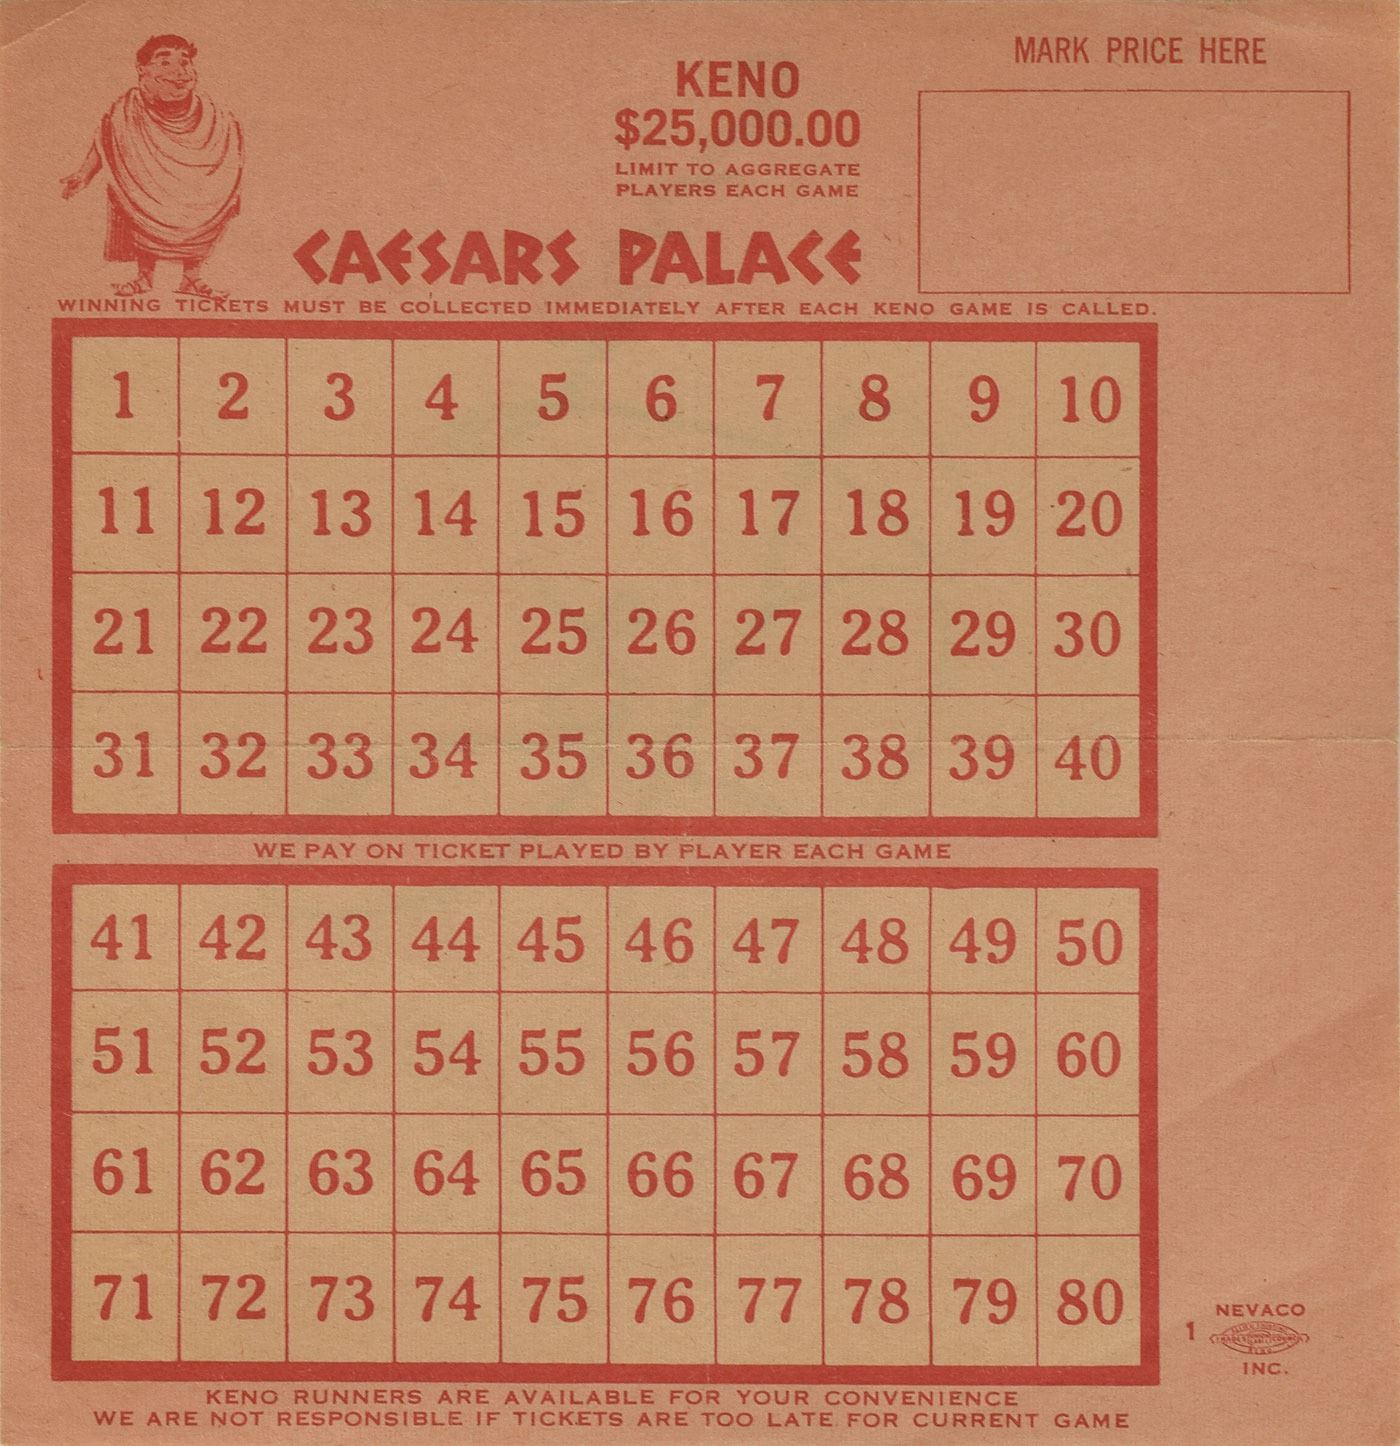 MARK PRICE HERE
KENO
$25,000.00
LIMIT TO AGGREGATE
PLAYERS EACH GAME
CAESARS PALACE
WINNING TICKETS MUST BE COLLECTED IMMEDIATELY AFTER EACH KENO GAME IS CALLED.
1 2 3 4 5 6 7 8 9 10
11 12 13 14 15 16 17 18 19 20
21 22 23 24 25 26 27 28 29 30
31 32 33 34 35 36 37 38 39 40
WE PAY ON TICKET PLAYED BY PLAYER EACH GAME
41 42 43 44 45 46 47 48 49 50
51 52 53 54 55 56 57 58 59 60
61 62 63 64 65 66 67 68 69 70
71 72 73 74 75 76 77 78 79 80
NEVACO
1
INC.
KENO RUNNERS ARE AVAILABLE FOR YOUR CONVENIENCE
WE ARE NOT RESPONSIBLE IF TICKETS ARE TOO LATE FOR CURRENT GAME